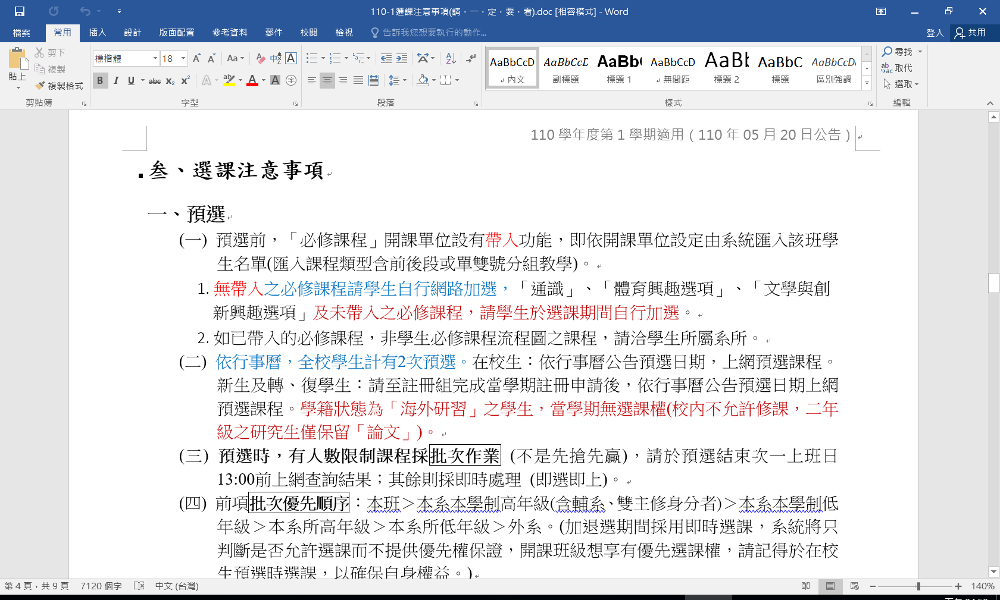 110-1選課注意事項(請．一．定．要．看).doc [相容模式] - Word
檔案 常用 插入 設計 版面配置 參考資料 郵件 校閱 檢視 告訴我您想要執行的動作... 登入 共用
剪下
複製
複製格式
貼上
剪貼簿
標楷體 18
字型
段落
AaBbCcD AaBbCcD AaBb( AaBbCcD AaBb AaBbC AaBbCcD
內文 副標題 標題 1 無間距 標題 2 標題 區別強調
樣式
尋找
取代
選取
編輯
110 學年度第 1 學期適用 ( 110 年 05 月 20 日公告 )
叁、選課注意事項
一、預選
(一) 預選前，「必修課程」開課單位設有帶入功能，即依開課單位設定由系統匯入該班學
生名單(匯入課程類型含前後段或單雙號分組教學)。
1. 無帶入之必修課程請學生自行網路加選，「通識」、「體育興趣選項」、「文學與創
新興趣選項」及未帶入之必修課程，請學生於選課期間自行加選。
2. 如已帶入的必修課程，非學生必修課程流程圖之課程，請洽學生所屬系所。
(二) 依行事曆，全校學生計有2次預選。在校生：依行事曆公告預選日期，上網預選課程。
新生及轉、復學生：請至註冊組完成當學期註冊申請後，依行事曆公告預選日期上網
預選課程。學籍狀態為「海外研習」之學生，當學期無選課權(校內不允許修課，二年
級之研究生僅保留「論文」)。
(三) 預選時，有人數限制課程採批次作業 (不是先搶先贏)，請於預選結束次一上班日
13:00前上網查詢結果；其餘則採即時處理 (即選即上)。
(四) 前項批次優先順序：本班＞本系本學制高年級(含輔系、雙主修身分者)＞本系本學制低
年級＞本系所高年級＞本系所低年級＞外系。(加退選期間採用即時選課，系統將只
判斷是否允許選課而不提供優先權保證，開課班級想享有優先選課權，請記得於在校
生預選時選課，以確保自身權益。)
第 4 頁，共 9 頁 7120 個字 中文 (台灣) 140%